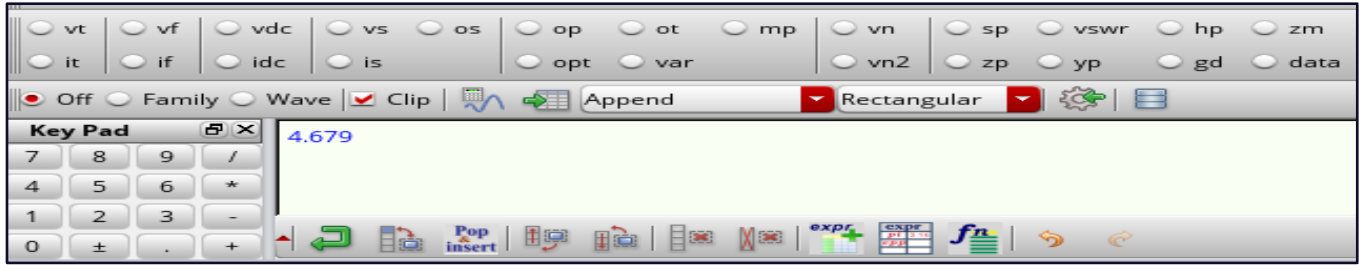 vt vf vdc vs os op ot mp vn sp vswr hp zm
it if idc is opt var vn2 zp yp gd data
Off Family Wave Clip Append Rectangular
Key Pad
4.679
7 8 9 /
4 5 6 *
1 2 3 -
0 ± . +
Pop
&
insert
expr
expr
fn